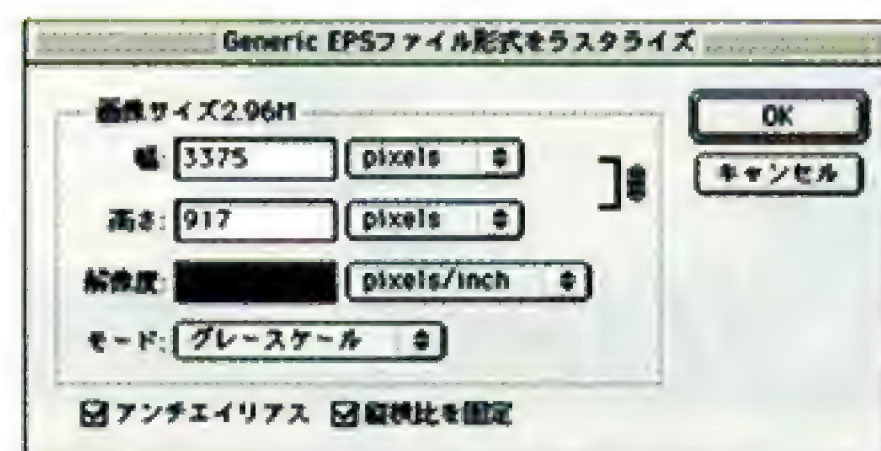 Generic EPSファイル形式をラスタライズ
画像サイズ2.96M
幅: 3375 pixels
高さ: 917 pixels
解像度: pixels/inch
モード: グレースケール
アンチエイリアス 縦横比を固定
OK
キャンセル